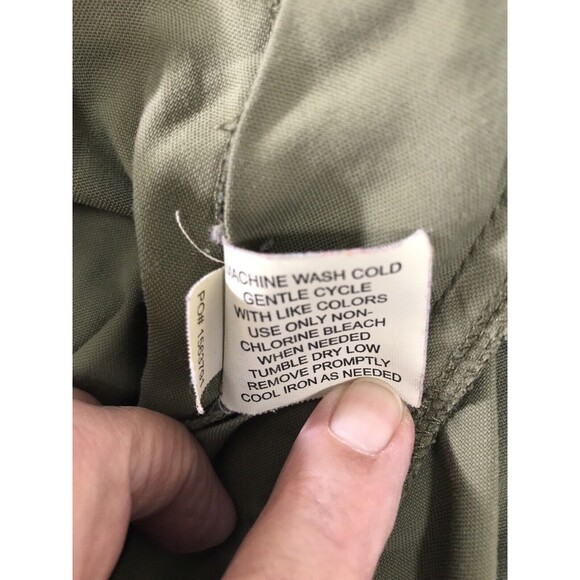 MACHINE WASH COLD
GENTLE CYCLE
WITH LIKE COLORS
USE ONLY NON-
CHLORINE BLEACH
WHEN NEEDED
TUMBLE DRY LOW
REMOVE PROMPTLY
COOL IRON AS NEEDED
PO#